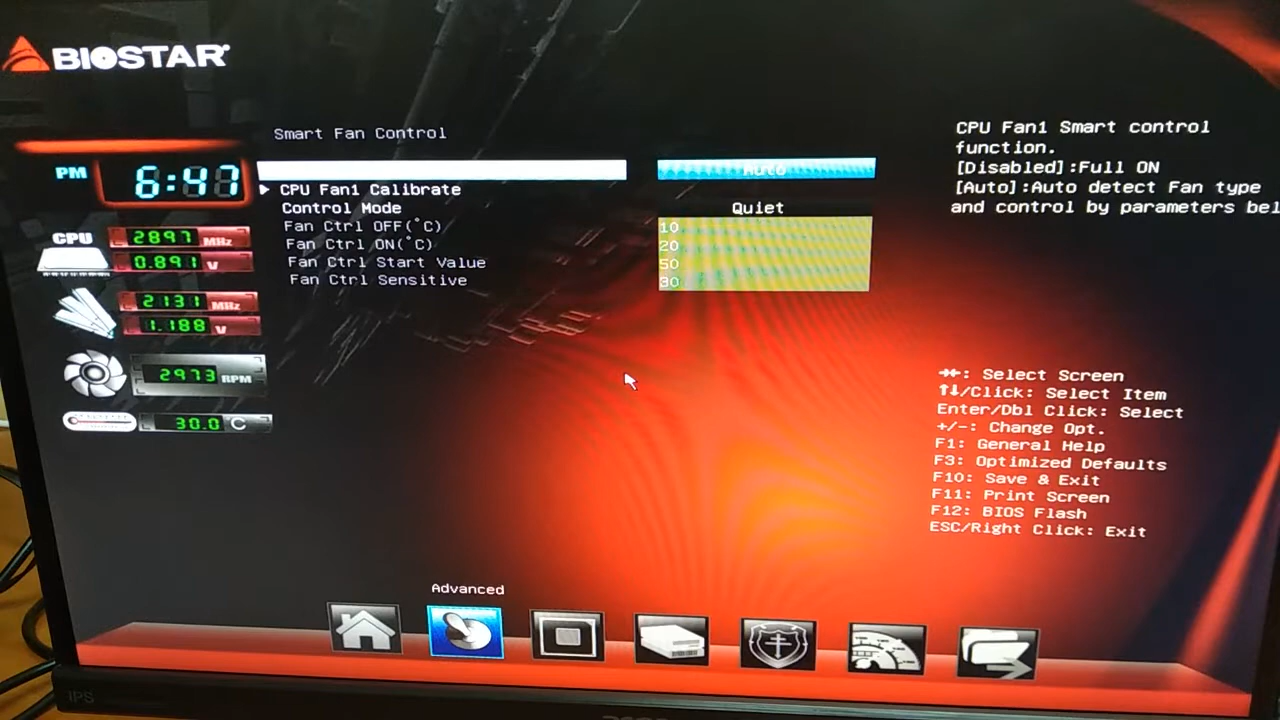 BIOSTAR
Smart Fan Control
Auto
CPU Fan1 Calibrate
Control Mode
Quiet
Fan Ctrl OFF(°C)
10
Fan Ctrl ON(°C)
20
Fan Ctrl Start Value
50
Fan Ctrl Sensitive
30
PM 6:47
CPU
2897 MHz
0.891 V
2131 MHz
1.188 V
2973 RPM
30.0 C
CPU Fan1 Smart control
function.
[Disabled]:Full ON
[Auto]:Auto detect Fan type
and control by parameters bel
→←: Select Screen
↑↓/Click: Select Item
Enter/Dbl Click: Select
+/-: Change Opt.
F1: General Help
F3: Optimized Defaults
F10: Save & Exit
F11: Print Screen
F12: BIOS Flash
ESC/Right Click: Exit
Advanced
IPS